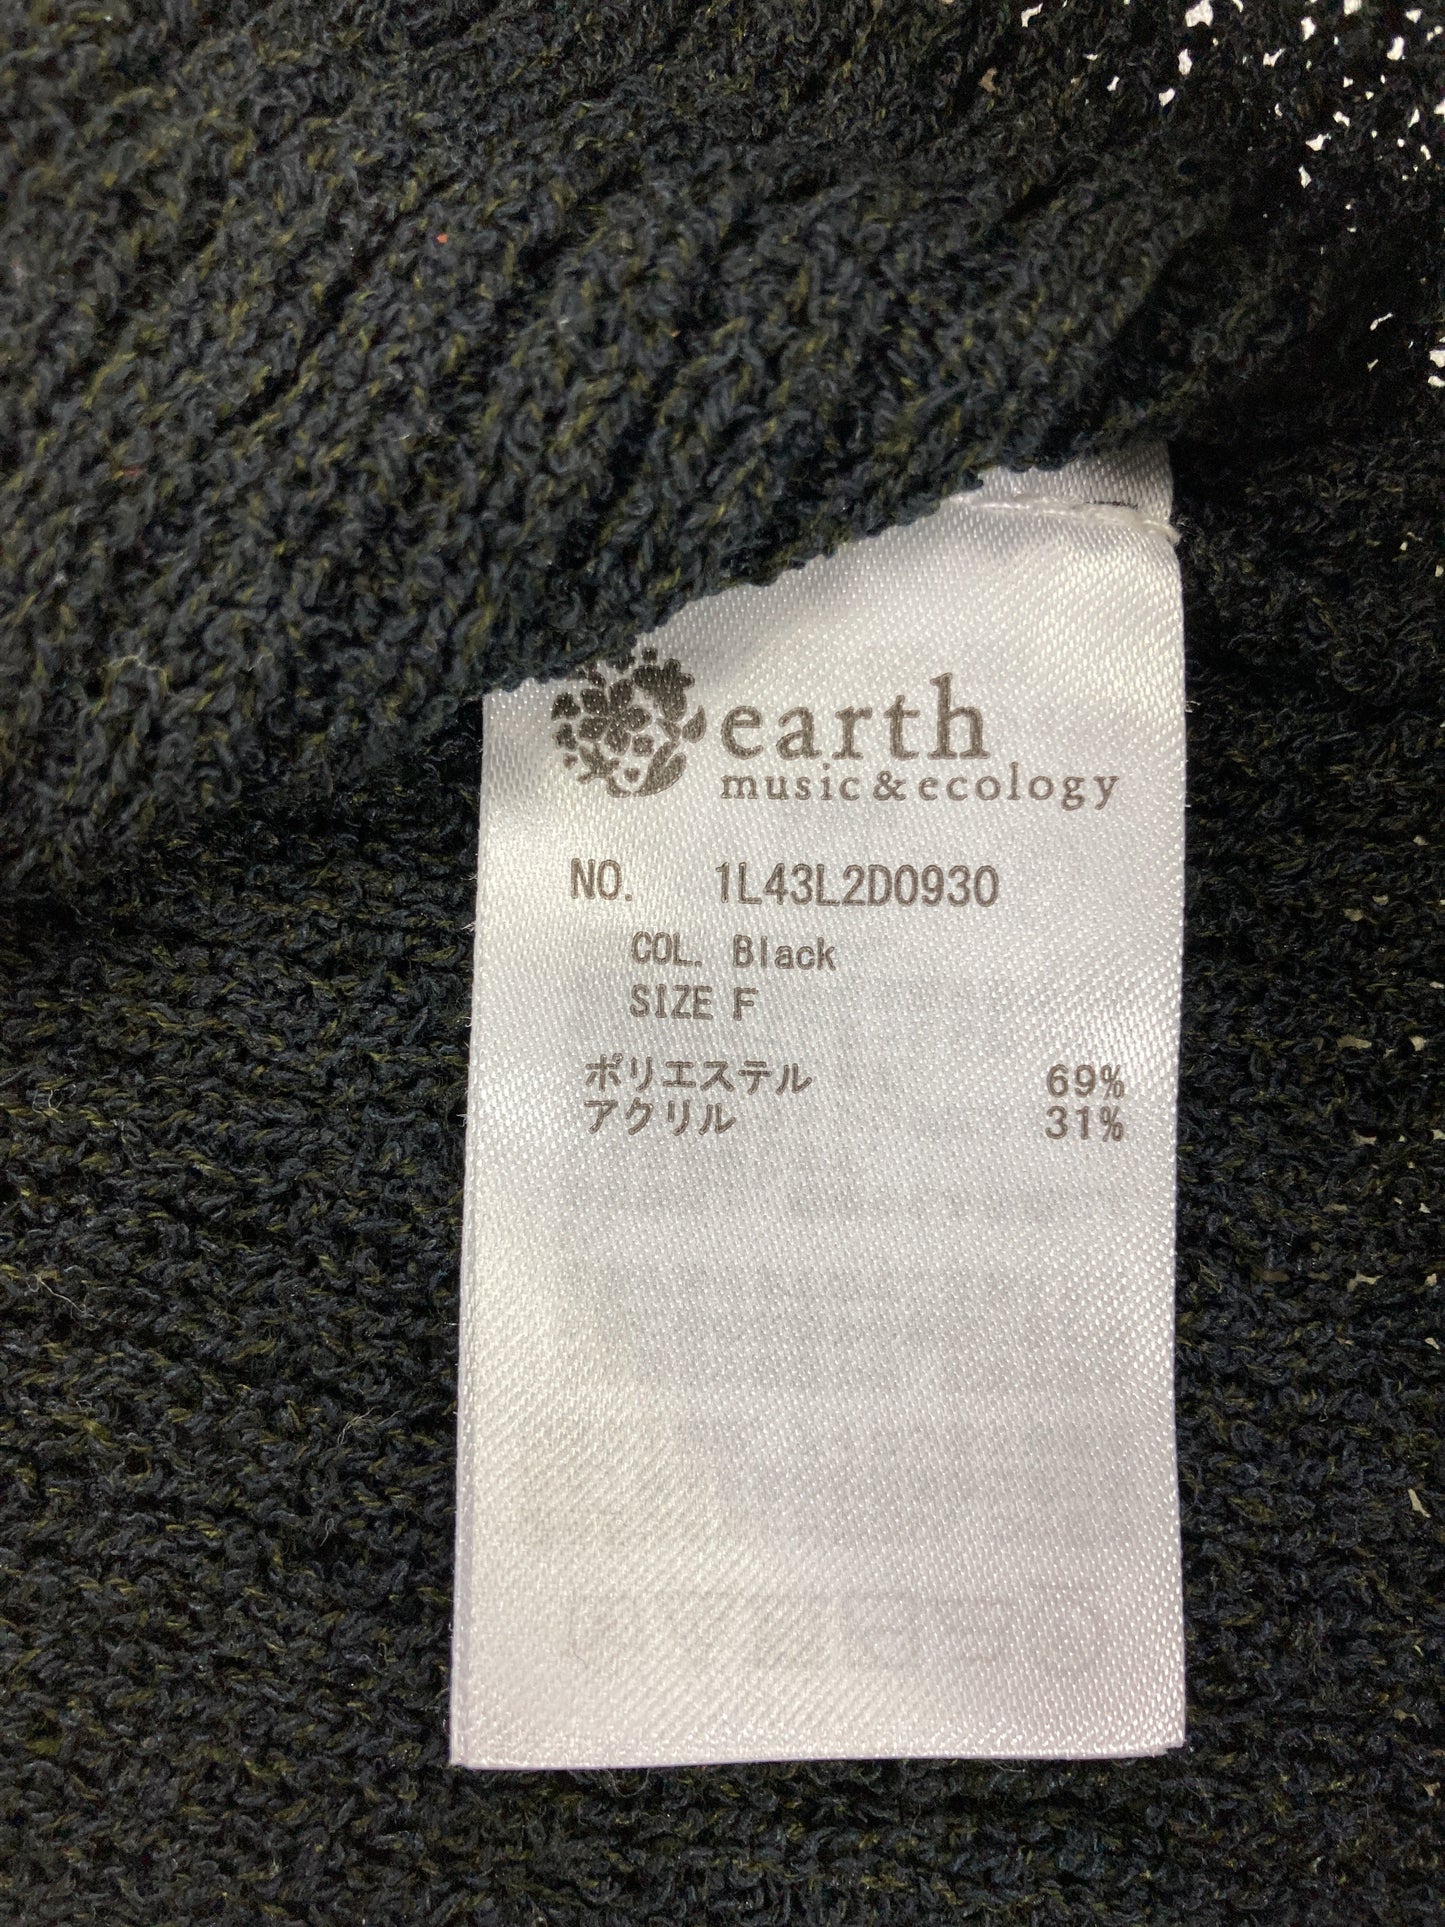 earth
music & ecology
NO. 1L43L2D0930
COL. Black
SIZE F
ポリエステル 69%
アクリル 31%